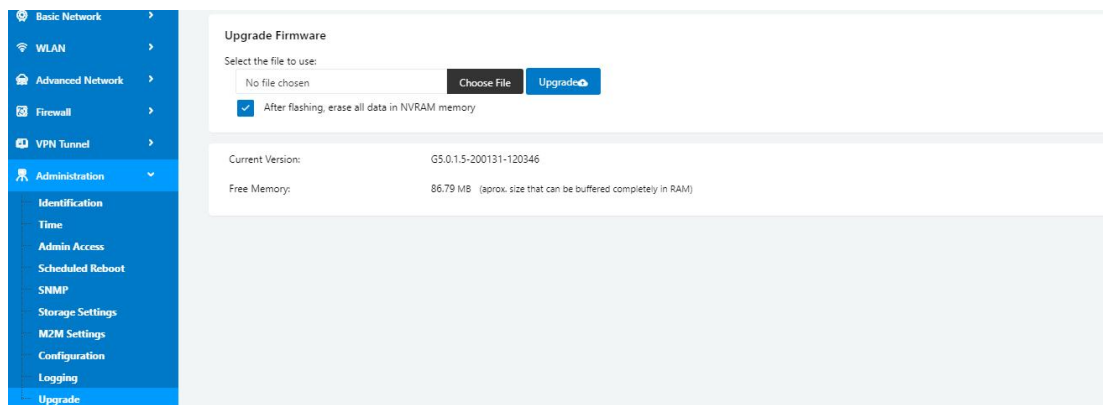 Basic Network
WLAN
Advanced Network
Firewall
VPN Tunnel
Administration
Identification
Time
Admin Access
Scheduled Reboot
SNMP
Storage Settings
M2M Settings
Configuration
Logging
Upgrade
Upgrade Firmware
Select the file to use:
No file chosen Choose File Upgrade
After flashing, erase all data in NVRAM memory
Current Version: G5.0.1.5-200131-120346
Free Memory: 86.79 MB (aprox. size that can be buffered completely in RAM)